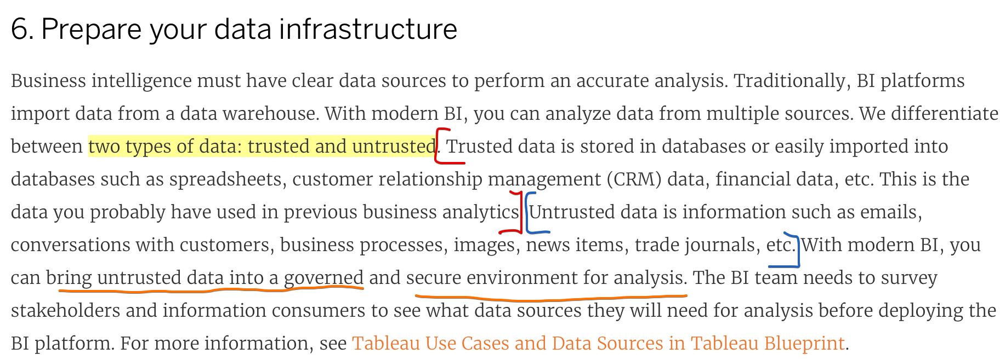 6. Prepare your data infrastructure
Business intelligence must have clear data sources to perform an accurate analysis. Traditionally, BI platforms
import data from a data warehouse. With modern BI, you can analyze data from multiple sources. We differentiate
between two types of data: trusted and untrusted. Trusted data is stored in databases or easily imported into
databases such as spreadsheets, customer relationship management (CRM) data, financial data, etc. This is the
data you probably have used in previous business analytics. Untrusted data is information such as emails,
conversations with customers, business processes, images, news items, trade journals, etc. With modern BI, you
can bring untrusted data into a governed and secure environment for analysis. The BI team needs to survey
stakeholders and information consumers to see what data sources they will need for analysis before deploying the
BI platform. For more information, see Tableau Use Cases and Data Sources in Tableau Blueprint.